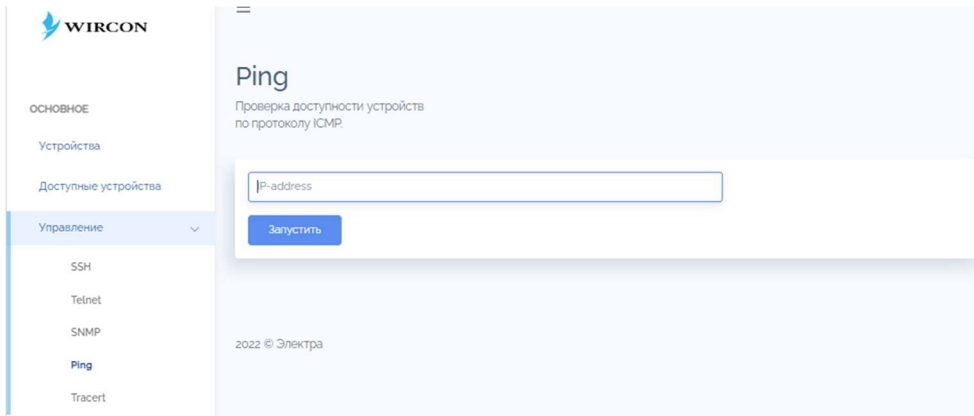 WIRCON
ОСНОВНОЕ
Устройства
Доступные устройства
Управление
SSH
Telnet
SNMP
Ping
Tracert
Ping
Проверка доступности устройств
по протоколу ICMP.
IP-address
Запустить
2022 © Электра